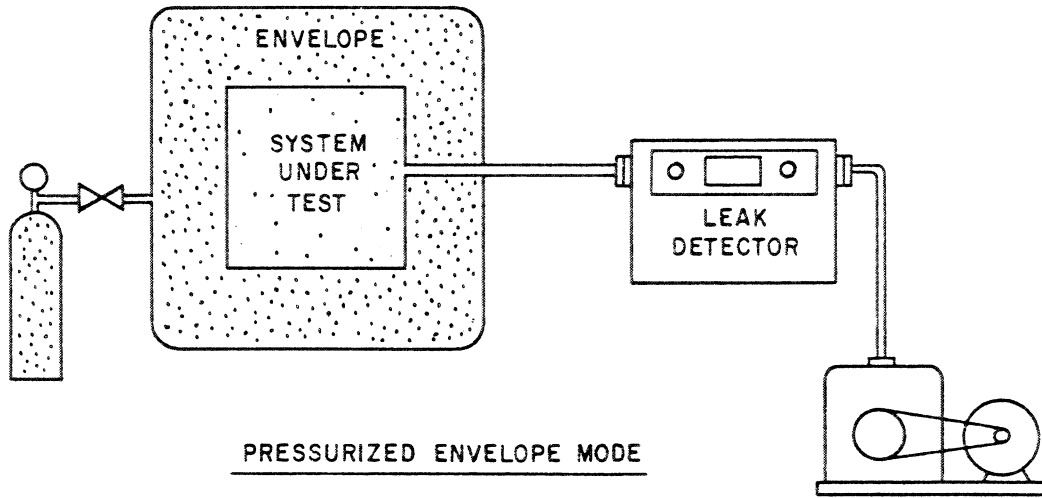 ENVELOPE
SYSTEM
UNDER
TEST
LEAK
DETECTOR
PRESSURIZED ENVELOPE MODE